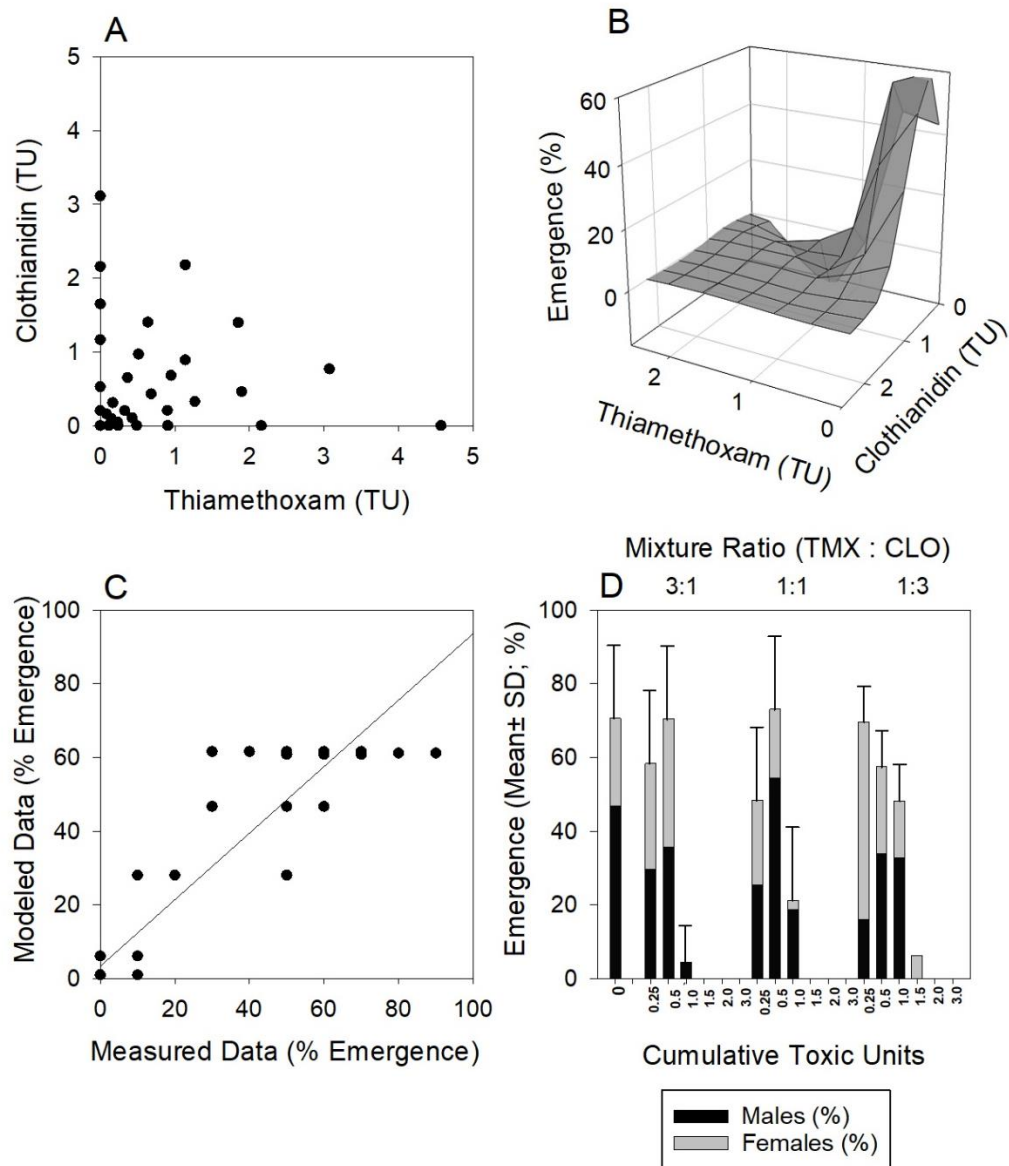 A
Clothianidin (TU)
5
4
3
2
1
0
0 1 2 3 4 5
Thiamethoxam (TU)
B
Emergence (%)
60
40
20
0
2
1
0
Thiamethoxam (TU)
0
1
2
Clothianidin (TU)
C
Modeled Data (% Emergence)
100
80
60
40
20
0
0 20 40 60 80 100
Measured Data (% Emergence)
Mixture Ratio (TMX : CLO)
D
3:1 1:1 1:3
Emergence (Mean± SD; %)
100
80
60
40
20
0
0 0.25 0.5 1.0 1.5 2.0 3.0 0.25 0.5 1.0 1.5 2.0 3.0 0.25 0.5 1.0 1.5 2.0 3.0
Cumulative Toxic Units
Males (%)
Females (%)